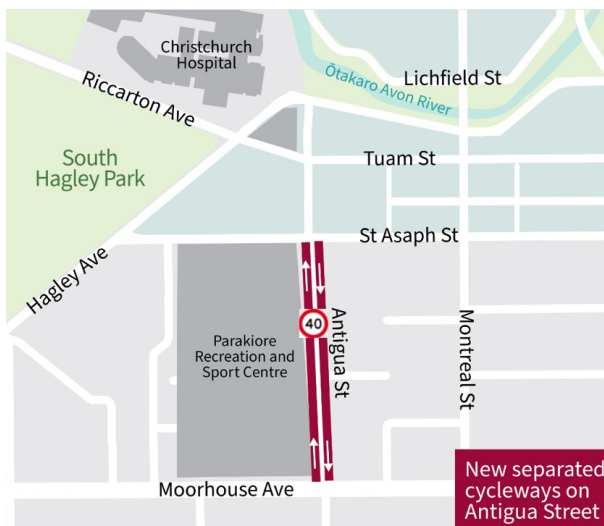 Christchurch
Hospital
Ōtakaro Avon River
Lichfield St
Riccarton Ave
South
Hagley Park
Tuam St
St Asaph St
Hagley Ave
40
Parakiore
Recreation and
Sport Centre
Antigua St
Montreal St
Moorhouse Ave
New separated
cycleways on
Antigua Street